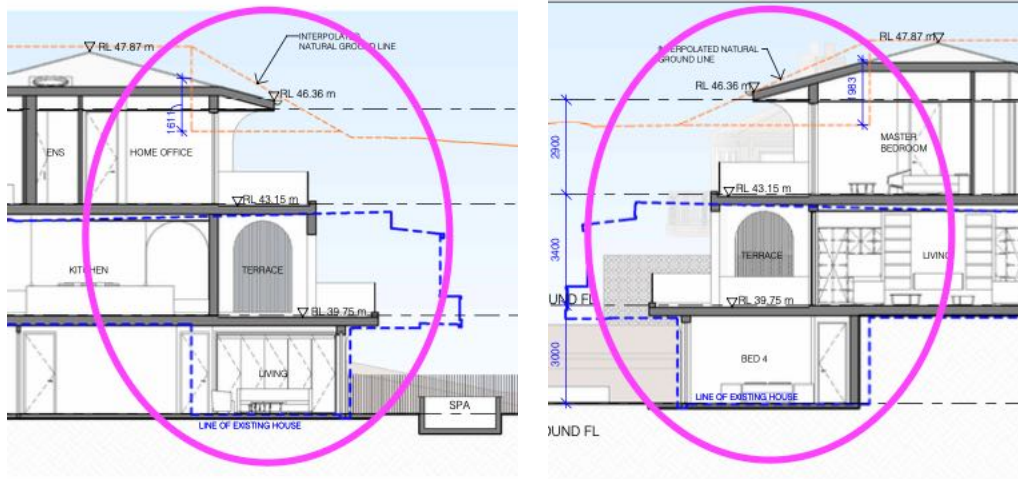 RL 47.87 m
INTERPOLATED
NATURAL GROUND LINE
RL 46.36 m
1611
ENS
HOME OFFICE
RL 43.15 m
KITCHEN
TERRACE
RL 39.75 m
LIVING
SPA
LINE OF EXISTING HOUSE
RL 47.87 m
INTERPOLATED NATURAL
GROUND LINE
RL 46.36 m
1983
MASTER
BEDROOM
2900
RL 43.15 m
3400
TERRACE
LIVING
UND FL
RL 39.75 m
3000
BED 4
LINE OF EXISTING HOUSE
OUND FL